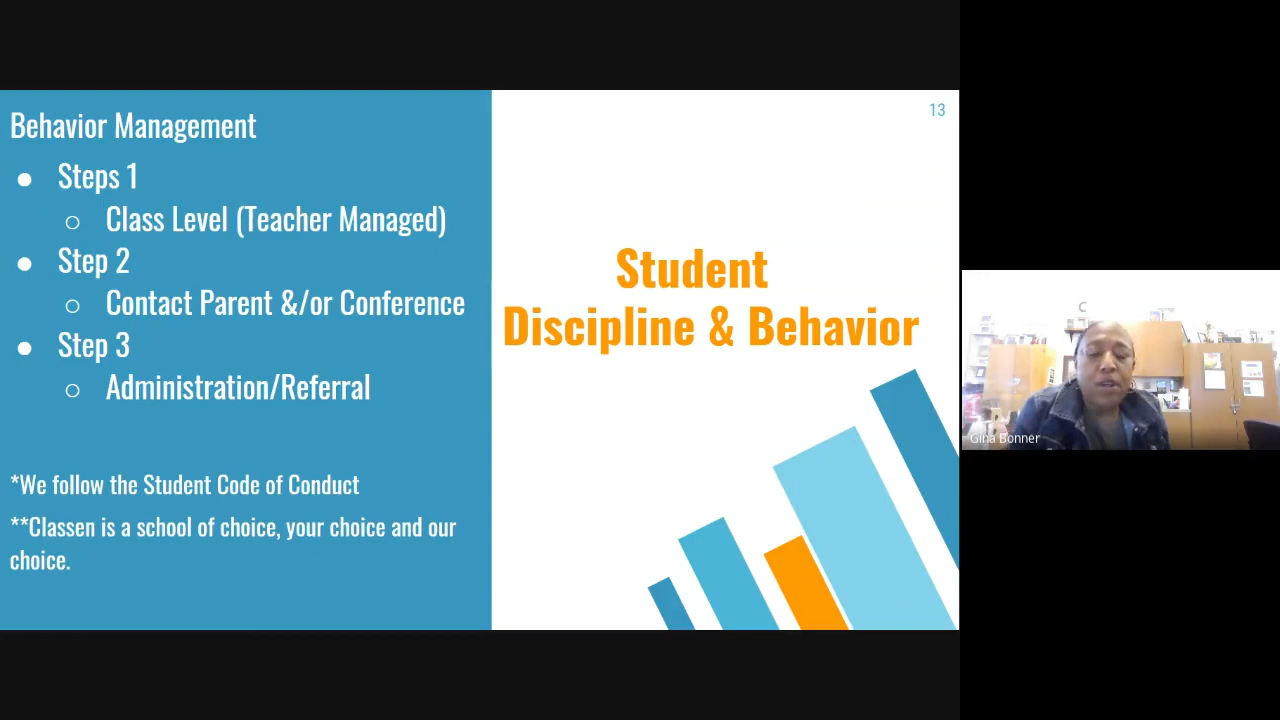 Behavior Management
● Steps 1
○ Class Level (Teacher Managed)
● Step 2
○ Contact Parent &/or Conference
● Step 3
○ Administration/Referral
*We follow the Student Code of Conduct
**Classen is a school of choice, your choice and our
choice.
13
Student
Discipline & Behavior
C
Gina Bonner